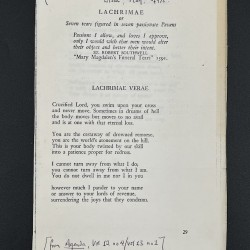 LACHRIMAE
or
Seven tears figured in seven passionate Pavans
Passions I allow, and loves I approve,
only I would wish that men would alter
their object and better their intent.
ST. ROBERT SOUTHWELL
"Mary Magdalen's Funeral Tears" 1591.
LACHRIMAE VERAE
Crucified Lord, you swim upon your cross
and never move. Sometimes in dreams of hell
the body moves but moves to no avail
and is at one with that eternal loss.
You are the castaway of drowned remorse,
you are the world's atonement on the hill.
This is your body twisted by our skill
into a patience proper for redress.
I cannot turn away from what I do.
you cannot turn away from what I am.
You do not dwell in me nor I in you
however much I pander to your name
or answer to your lords of revenue,
surrendering the joys that they condemn.
29
[from Agenda, no 4/ no 1]